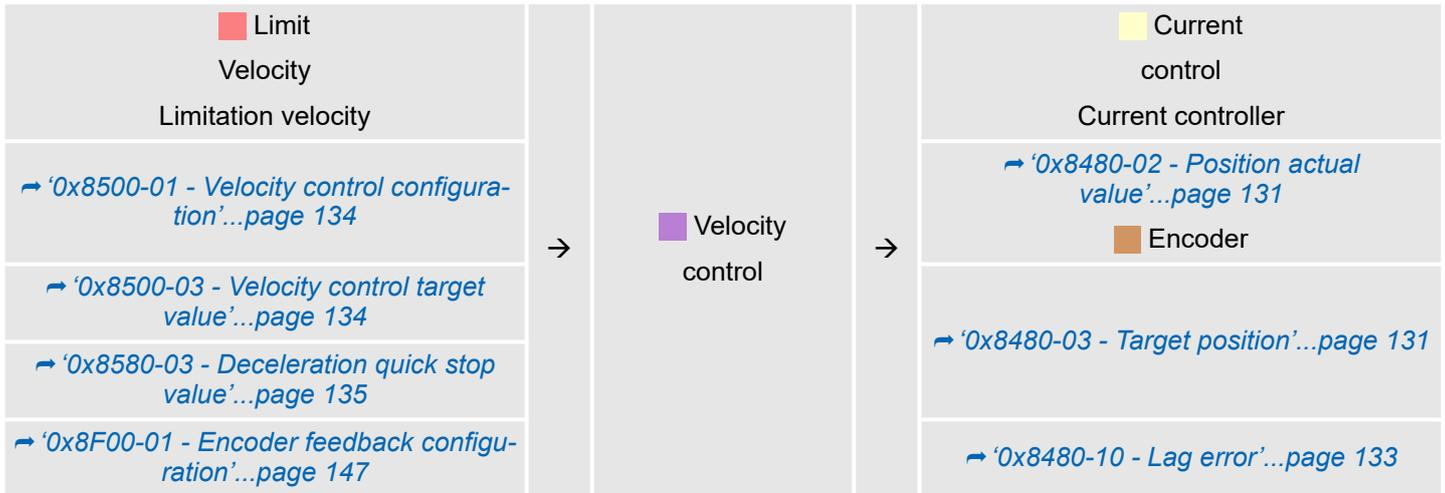 Limit
Velocity
Limitation velocity
➦ ‘0x8500-01 - Velocity control configura-
tion’...page 134
➦ ‘0x8500-03 - Velocity control target
value’...page 134
➦ ‘0x8580-03 - Deceleration quick stop
value’...page 135
➦ ‘0x8F00-01 - Encoder feedback configu-
ration’...page 147
→
Velocity
control
→
Current
control
Current controller
➦ ‘0x8480-02 - Position actual
value’...page 131
Encoder
➦ ‘0x8480-03 - Target position’...page 131
➦ ‘0x8480-10 - Lag error’...page 133